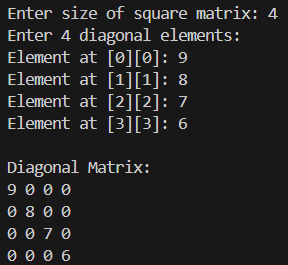 Enter size of square matrix: 4
Enter 4 diagonal elements:
Element at [0][0]: 9
Element at [1][1]: 8
Element at [2][2]: 7
Element at [3][3]: 6
Diagonal Matrix:
9 0 0 0
0 8 0 0
0 0 7 0
0 0 0 6